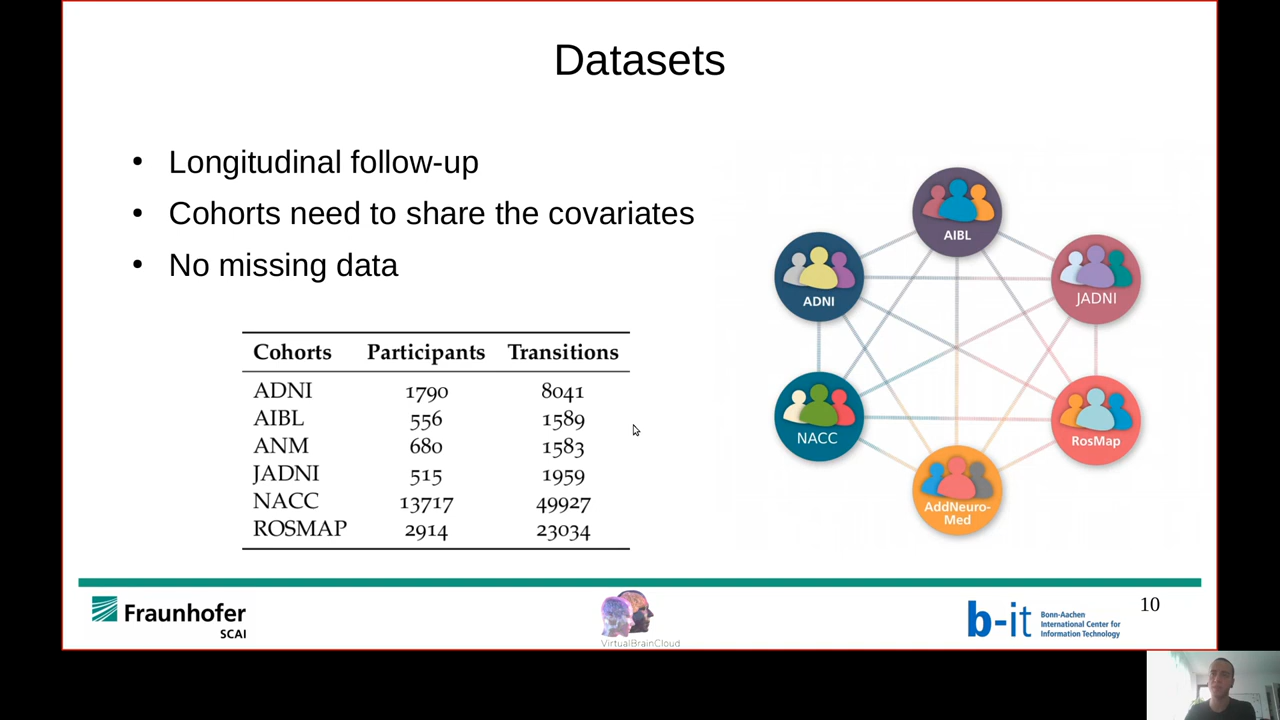 Datasets
• Longitudinal follow-up
• Cohorts need to share the covariates
• No missing data
Cohorts Participants Transitions
ADNI 1790 8041
AIBL 556 1589
ANM 680 1583
JADNI 515 1959
NACC 13717 49927
ROSMAP 2914 23034
AIBL
ADNI
JADNI
NACC
RosMap
AddNeuro-
Med
Fraunhofer
SCAI
VirtualBrainCloud
b-it
Bonn-Aachen
International Center for
Information Technology
10